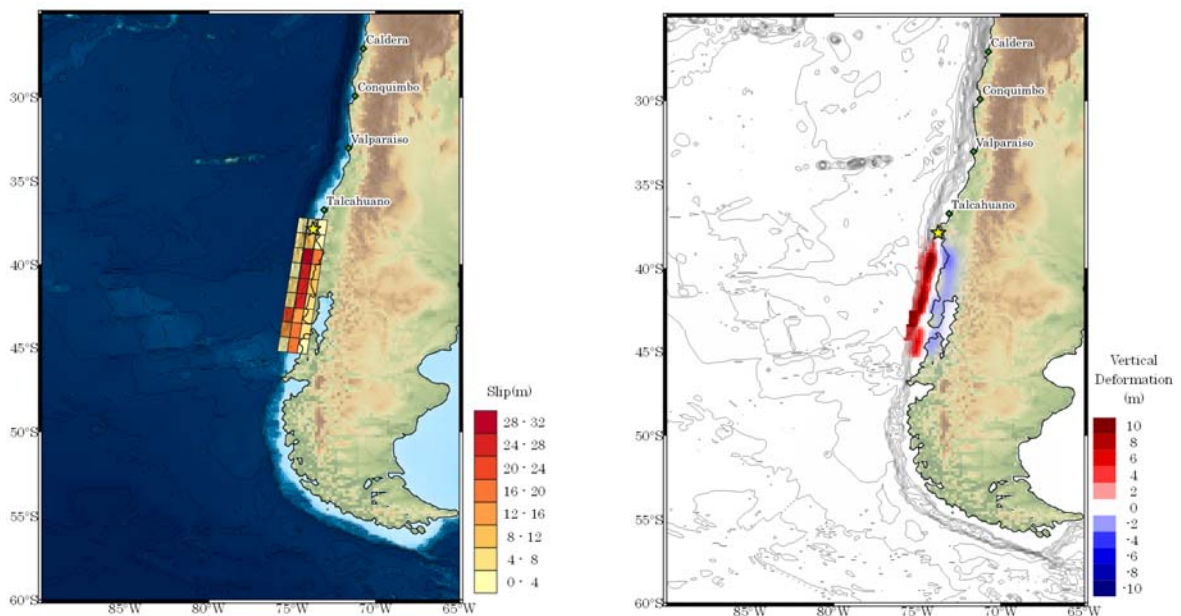 Caldera
Conquimbo
30°S
Valparaiso
35°S
Talcahuano
40°S
45°S
50°S
55°S
60°S
85°W
80°W
75°W
70°W
65°W
Slip(m)
28 - 32
24 - 28
20 - 24
16 - 20
12 - 16
8 - 12
4 - 8
0 - 4
Caldera
Conquimbo
30°S
Valparaiso
35°S
Talcahuano
40°S
45°S
50°S
55°S
60°S
85°W
80°W
75°W
70°W
65°W
Vertical
Deformation
(m)
10
8
6
4
2
0
-2
-4
-6
-8
-10